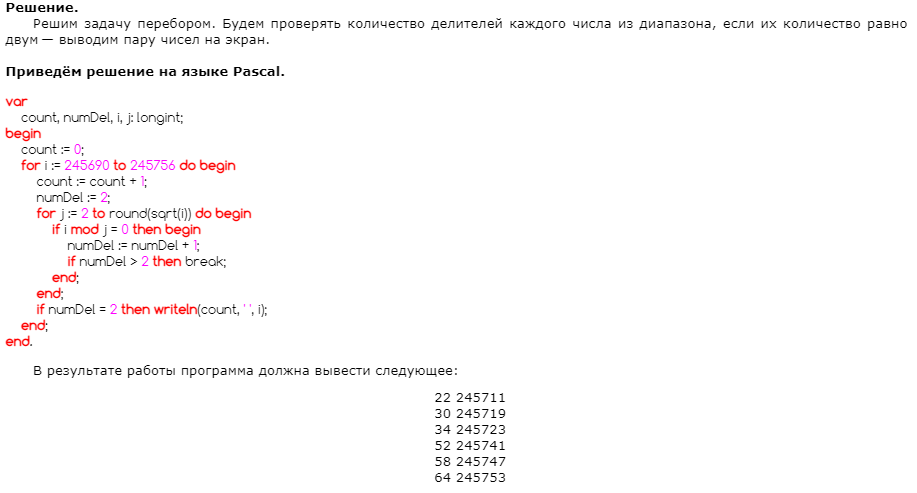 Решение.
Решим задачу перебором. Будем проверять количество делителей каждого числа из диапазона, если их количество равно
двум — выводим пару чисел на экран.
Приведём решение на языке Pascal.
var
count, numDel, i, j: longint;
begin
count := 0;
for i := 245690 to 245756 do begin
count := count + 1;
numDel := 2;
for j := 2 to round(sqrt(i)) do begin
if i mod j = 0 then begin
numDel := numDel + 1;
if numDel > 2 then break;
end;
end;
if numDel = 2 then writeln(count, ' ', i);
end;
end.
В результате работы программа должна вывести следующее:
22 245711
30 245719
34 245723
52 245741
58 245747
64 245753